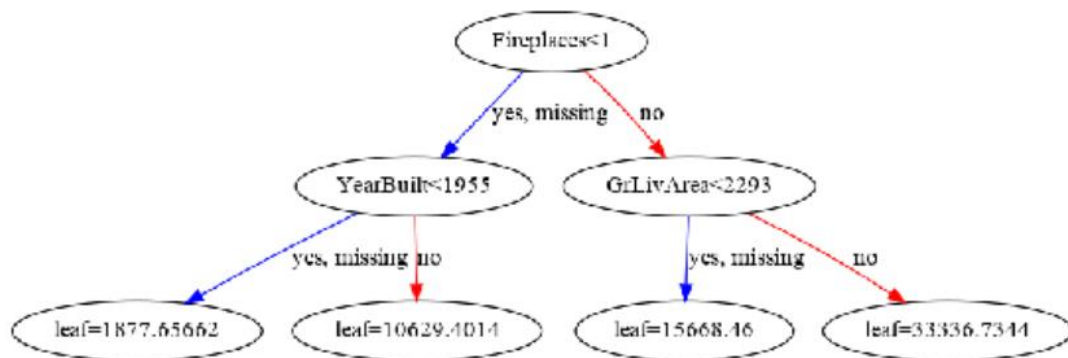 Fireplaces<1
yes, missing no
YearBuilt<1955 GrLivArea<2293
yes, missing no yes, missing no
leaf=1877.65662 leaf=10629.4014 leaf=15668.46 leaf=33336.7344